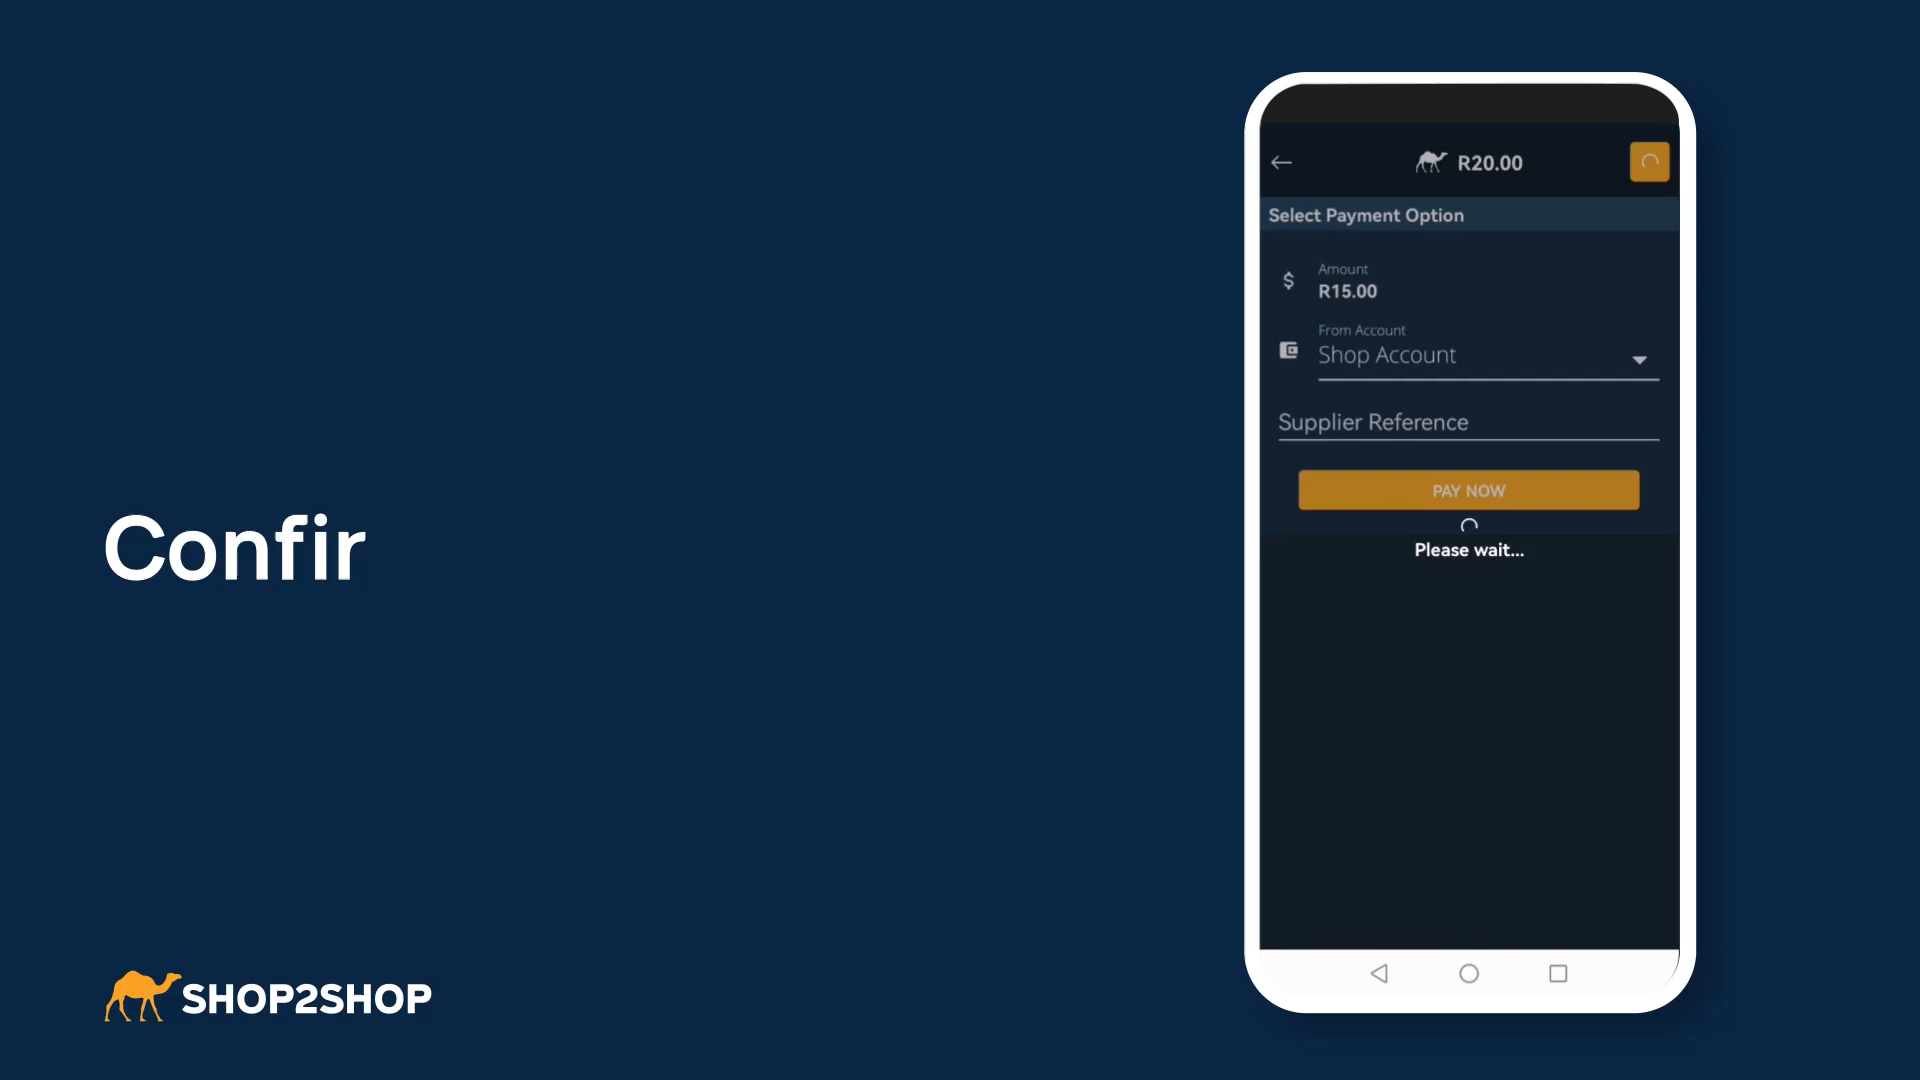 Confir
SHOP2SHOP
R20.00
Select Payment Option
$
Amount
R15.00
From Account
Shop Account
Supplier Reference
PAY NOW
Please wait...